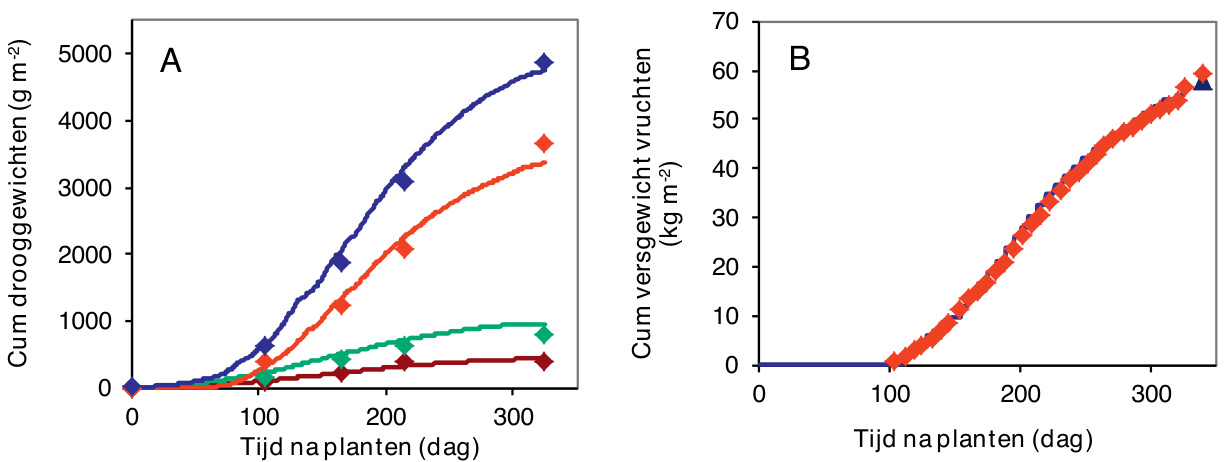 A
Cum drooggewichten (g m-2)
5000
4000
3000
2000
1000
0
0 100 200 300
Tijd na planten (dag)
B
Cum versgewicht vruchten
(kg m-2)
70
60
50
40
30
20
10
0
0 100 200 300
Tijd na planten (dag)